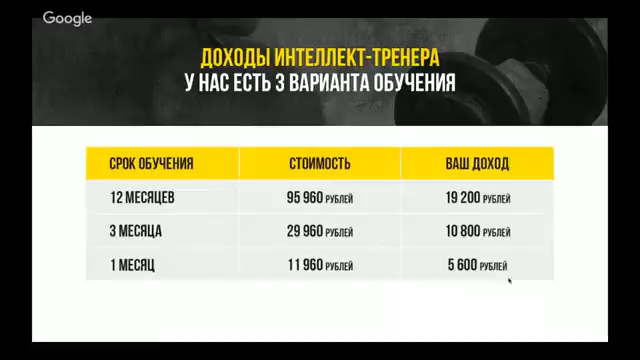 Google
ДОХОДЫ ИНТЕЛЛЕКТ-ТРЕНЕРА
У НАС ЕСТЬ 3 ВАРИАНТА ОБУЧЕНИЯ
СРОК ОБУЧЕНИЯ СТОИМОСТЬ ВАШ ДОХОД
12 МЕСЯЦЕВ 95 960 РУБЛЕЙ 19 200 РУБЛЕЙ
3 МЕСЯЦА 29 960 РУБЛЕЙ 10 800 РУБЛЕЙ
1 МЕСЯЦ 11 960 РУБЛЕЙ 5 600 РУБЛЕЙ